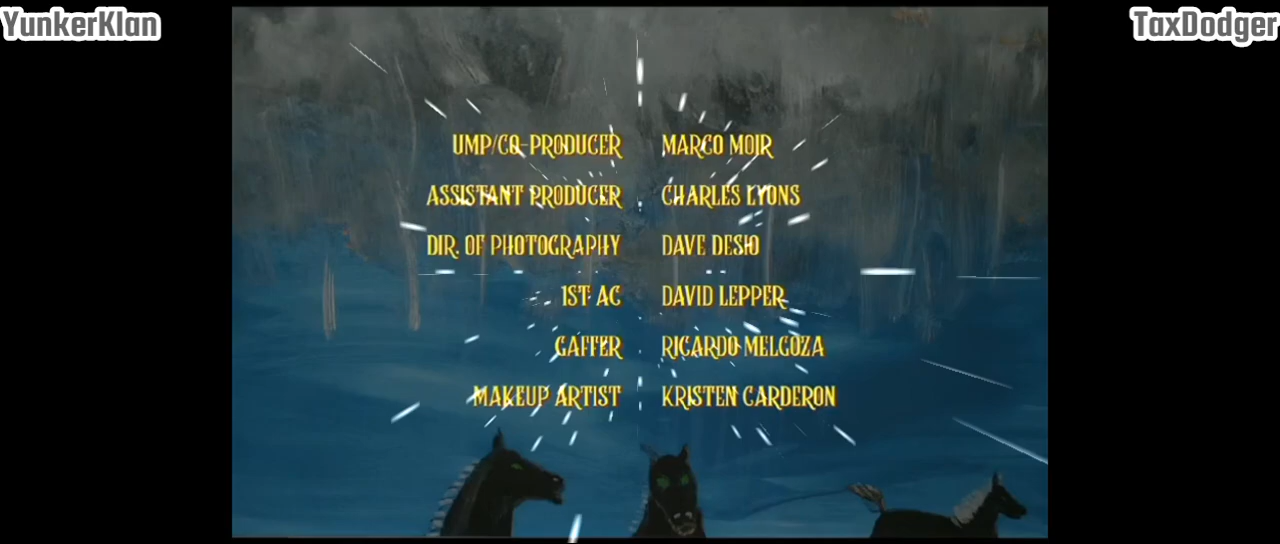 YunkerKlan
TaxDodger
UMP/CO-PRODUCER MARCO MOIR
ASSISTANT PRODUCER CHARLES LYONS
DIR. OF PHOTOGRAPHY DAVE DESIO
1ST AC DAVID LEPPER
GAFFER RICARDO MELGOZA
MAKEUP ARTIST KRISTEN CARDERON